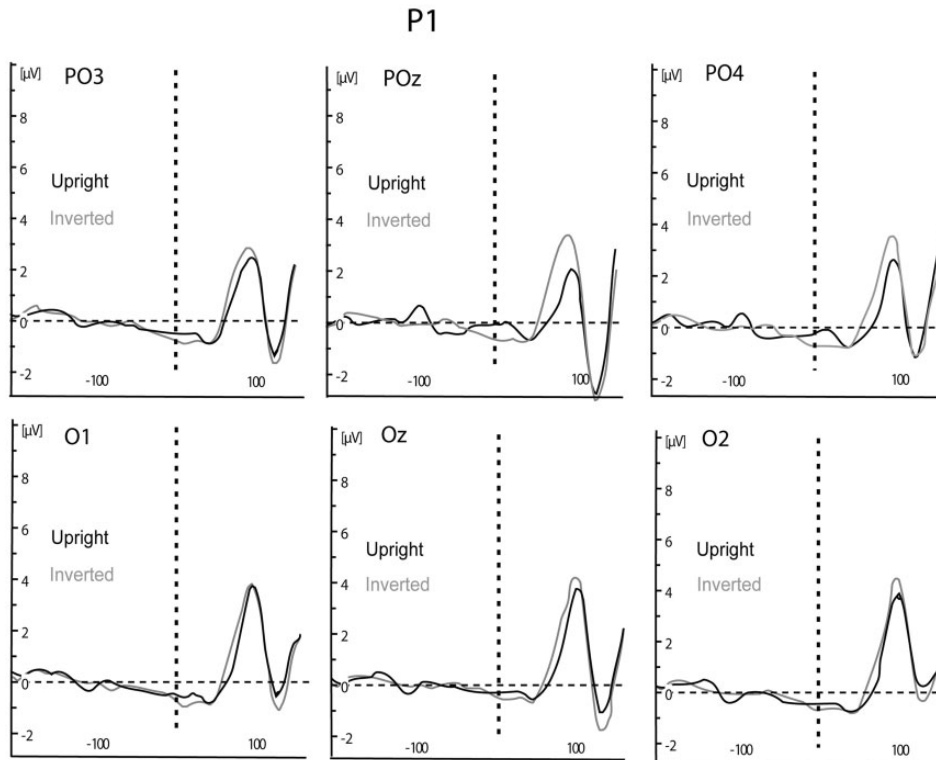 P1
[µV] PO3
8
6
Upright
4
Inverted
2
0
-2
-100 100
[µV] POz
8
6
Upright
4
Inverted
2
0
-2
-100 100
[µV] PO4
8
6
Upright
4
Inverted
2
0
-2
-100 100
[µV] O1
8
6
Upright
4
Inverted
2
0
-2
-100 100
[µV] Oz
8
6
Upright
4
Inverted
2
0
-2
-100 100
[µV] O2
8
6
Upright
4
Inverted
2
0
-2
-100 100